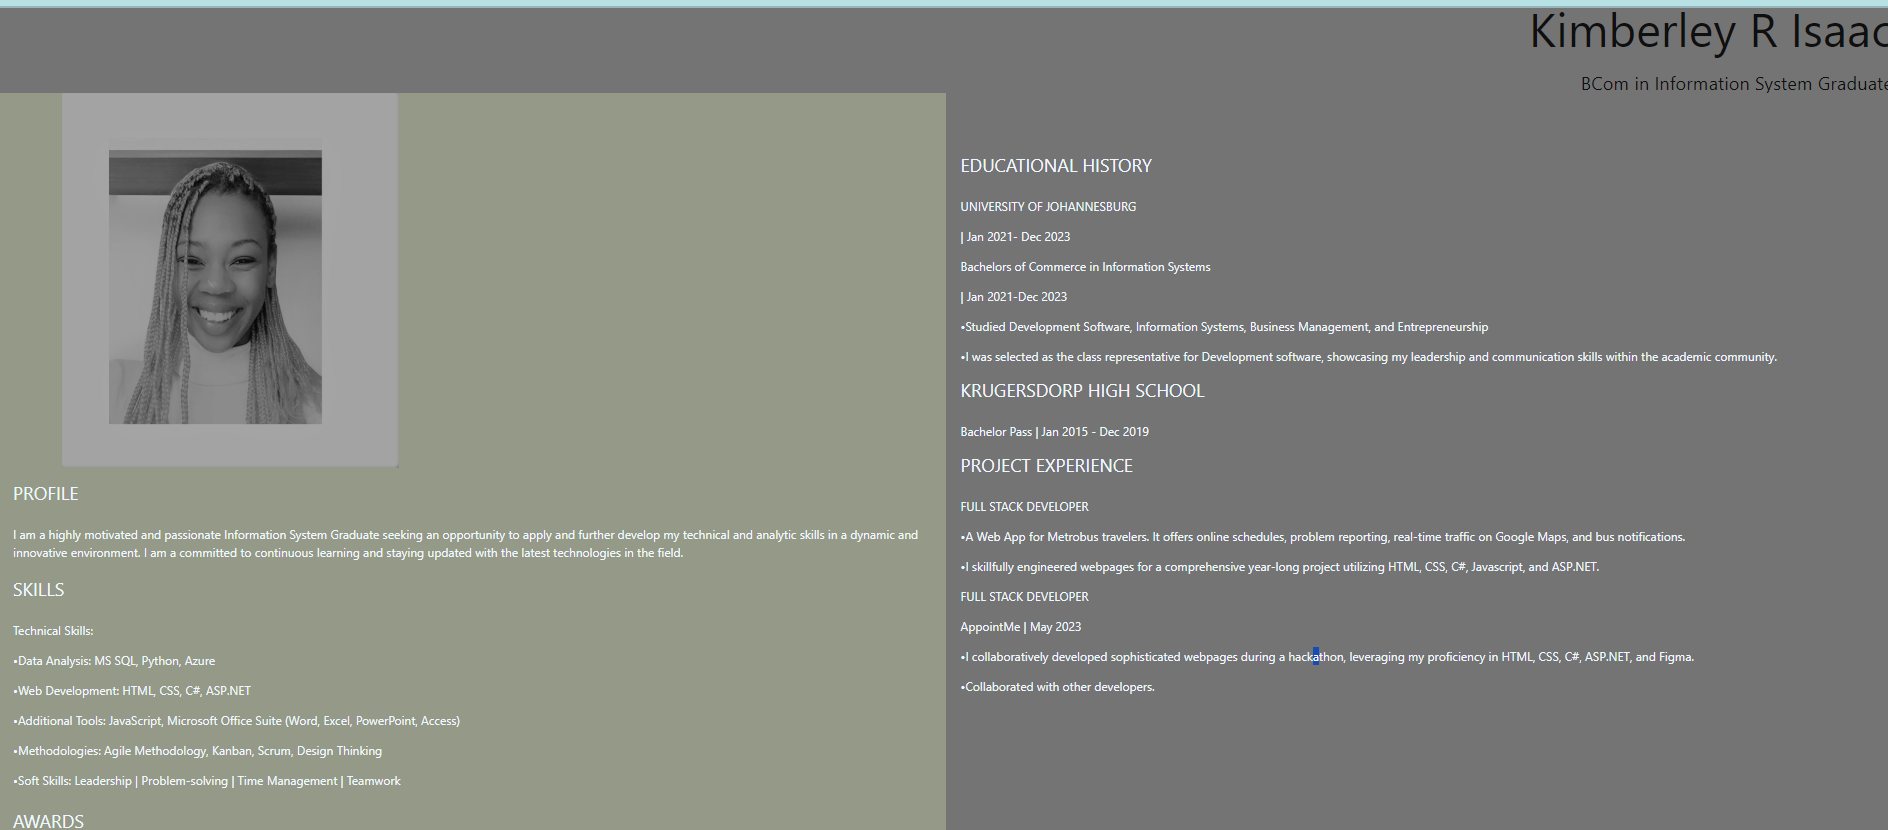 Kimberley R Isaac
BCom in Information System Graduate
PROFILE
I am a highly motivated and passionate Information System Graduate seeking an opportunity to apply and further develop my technical and analytic skills in a dynamic and
innovative environment. I am a committed to continuous learning and staying updated with the latest technologies in the field.
SKILLS
Technical Skills:
•Data Analysis: MS SQL, Python, Azure
•Web Development: HTML, CSS, C#, ASP.NET
•Additional Tools: JavaScript, Microsoft Office Suite (Word, Excel, PowerPoint, Access)
•Methodologies: Agile Methodology, Kanban, Scrum, Design Thinking
•Soft Skills: Leadership | Problem-solving | Time Management | Teamwork
AWARDS
EDUCATIONAL HISTORY
UNIVERSITY OF JOHANNESBURG
| Jan 2021- Dec 2023
Bachelors of Commerce in Information Systems
| Jan 2021-Dec 2023
•Studied Development Software, Information Systems, Business Management, and Entrepreneurship
•I was selected as the class representative for Development software, showcasing my leadership and communication skills within the academic community.
KRUGERSDORP HIGH SCHOOL
Bachelor Pass | Jan 2015 - Dec 2019
PROJECT EXPERIENCE
FULL STACK DEVELOPER
•A Web App for Metrobus travelers. It offers online schedules, problem reporting, real-time traffic on Google Maps, and bus notifications.
•I skillfully engineered webpages for a comprehensive year-long project utilizing HTML, CSS, C#, Javascript, and ASP.NET.
FULL STACK DEVELOPER
AppointMe | May 2023
•I collaboratively developed sophisticated webpages during a hackathon, leveraging my proficiency in HTML, CSS, C#, ASP.NET, and Figma.
•Collaborated with other developers.